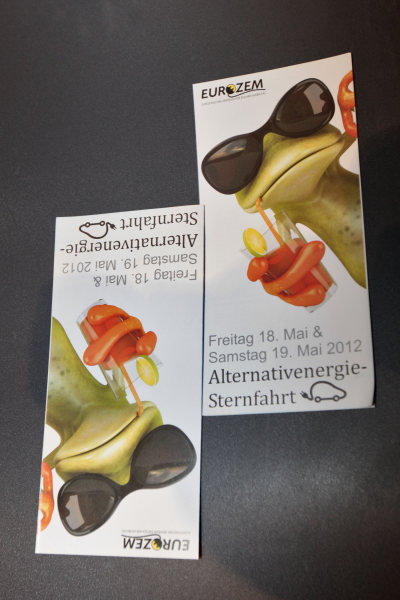 EUROZEM
Freitag 18. Mai &
Samstag 19. Mai 2012
Alternativenergie-
Sternfahrt
EUROZEM
Freitag 18. Mai &
Samstag 19. Mai 2012
Alternativenergie-
Sternfahrt